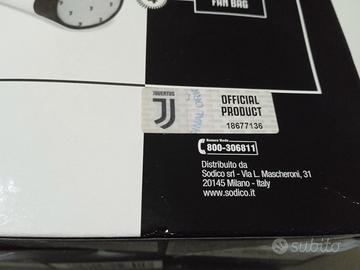 FAN BAG
JUVENTUS
OFFICIAL
PRODUCT
18677136
Numero Verde
800-306811
Distribuito da
Sodico srl - Via L. Mascheroni, 31
20145 Milano - Italy
www.sodico.it
subito